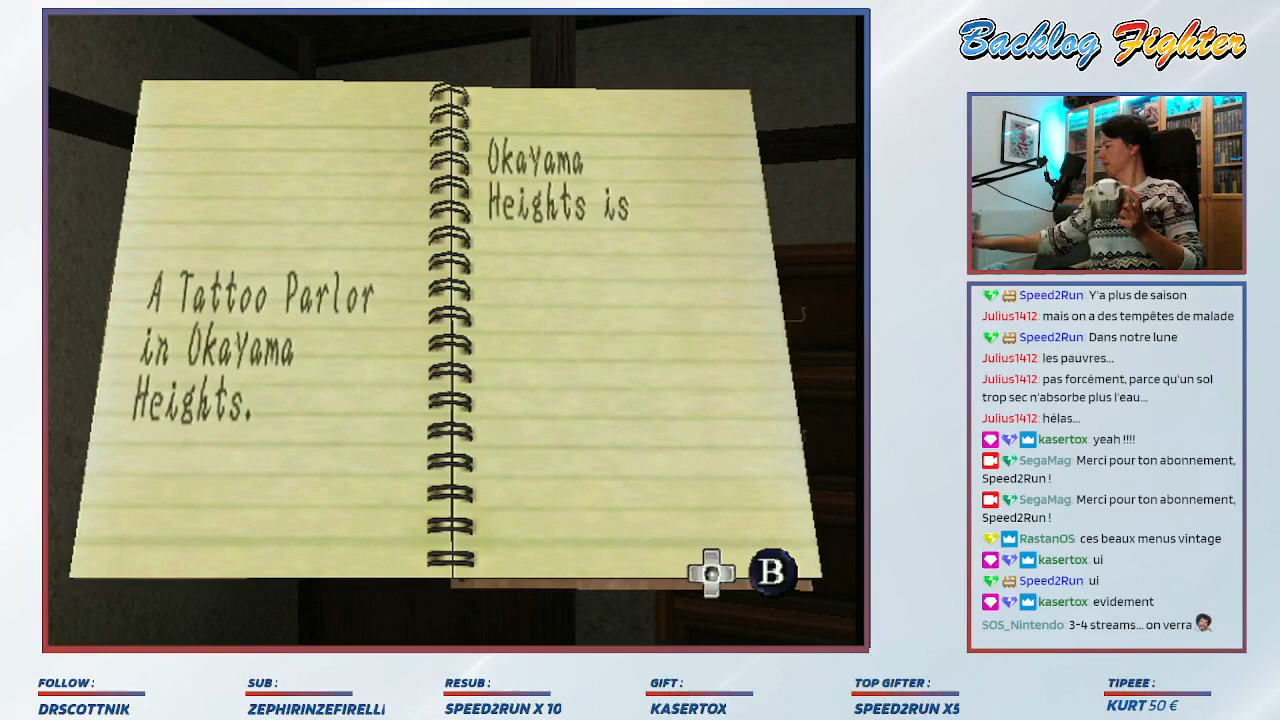 Backlog Fighter
A Tattoo Parlor
in Okayama
Heights.
Okayama
Heights is
B
Speed2Run: Y'a plus de saison
Julius1412: mais on a des tempêtes de malade
Speed2Run: Dans notre lune
Julius1412: les pauvres...
Julius1412: pas forcément, parce qu'un sol
trop sec n'absorbe plus l'eau...
Julius1412: hélas...
kasertox: yeah !!!!
SegaMag: Merci pour ton abonnement,
Speed2Run !
SegaMag: Merci pour ton abonnement,
Speed2Run !
RastanOS: ces beaux menus vintage
kasertox: ui
Speed2Run: ui
kasertox: evidement
SOS_Nintendo: 3-4 streams... on verra
FOLLOW :
DRSCOTTNIK
SUB :
ZEPHIRINZEFIRELLI
RESUB :
SPEED2RUN X 10
GIFT :
KASERTOX
TOP GIFTER :
SPEED2RUN X5
TIPEEE :
KURT 50 €